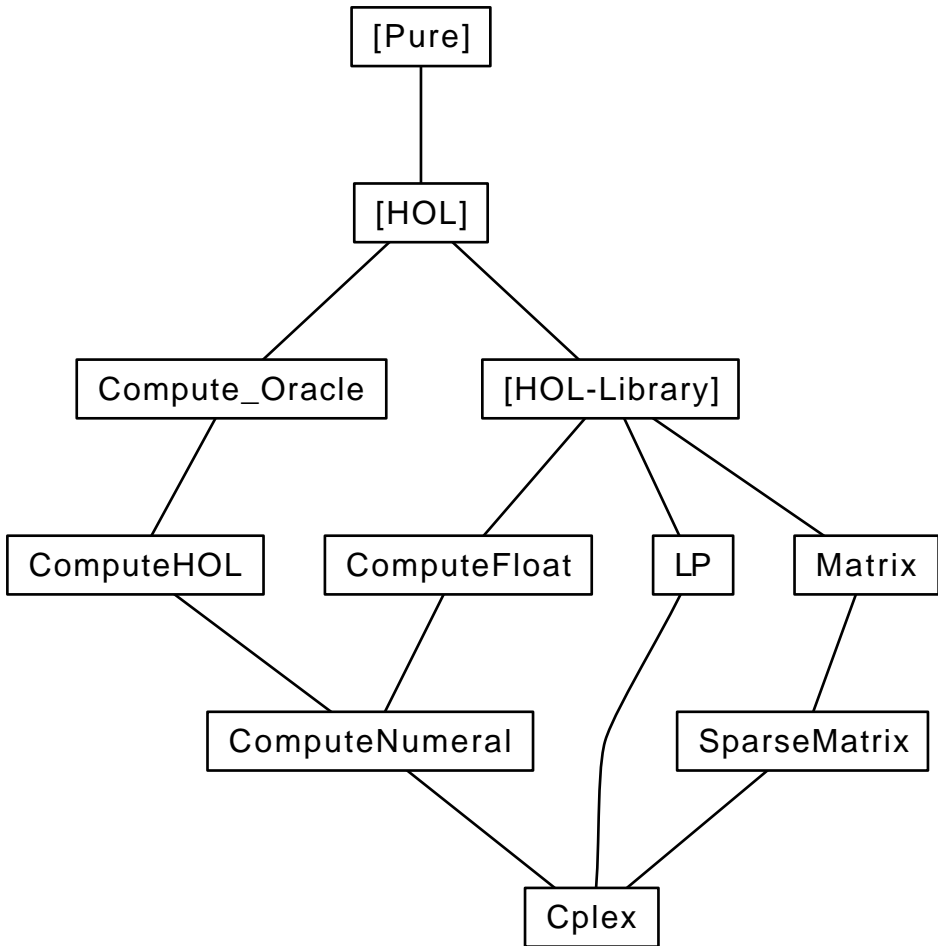 [Pure]
[HOL]
Compute_Oracle
[HOL-Library]
ComputeHOL
ComputeFloat
LP
Matrix
ComputeNumeral
SparseMatrix
Cplex